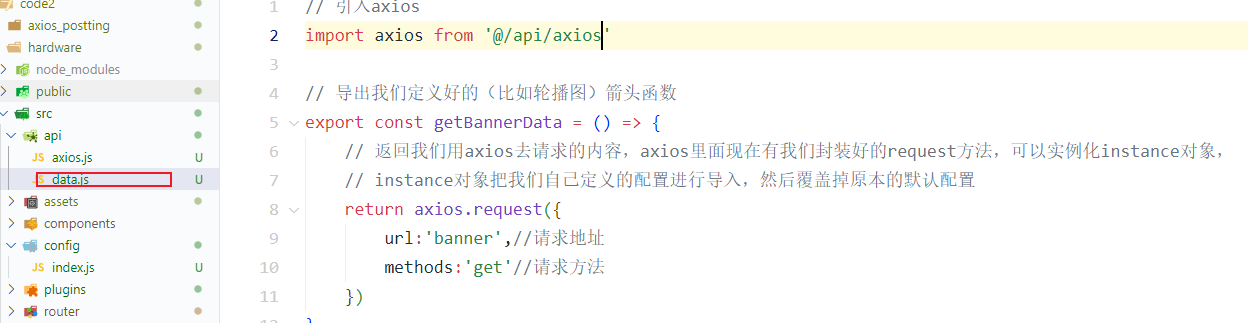 code2
axios_postting
hardware
node_modules
public
src
api
JS axios.js U
JS data.js U
assets
components
config
JS index.js U
plugins
router
1 // 引入axios
2 import axios from '@/api/axios'
3
4 // 导出我们定义好的（比如轮播图）箭头函数
5 export const getBannerData = () => {
6 // 返回我们用axios去请求的内容，axios里面现在有我们封装好的request方法，可以实例化instance对象，
7 // instance对象把我们自己定义的配置进行导入，然后覆盖掉原本的默认配置
8 return axios.request({
9 url:'banner',//请求地址
10 methods:'get'//请求方法
11 })